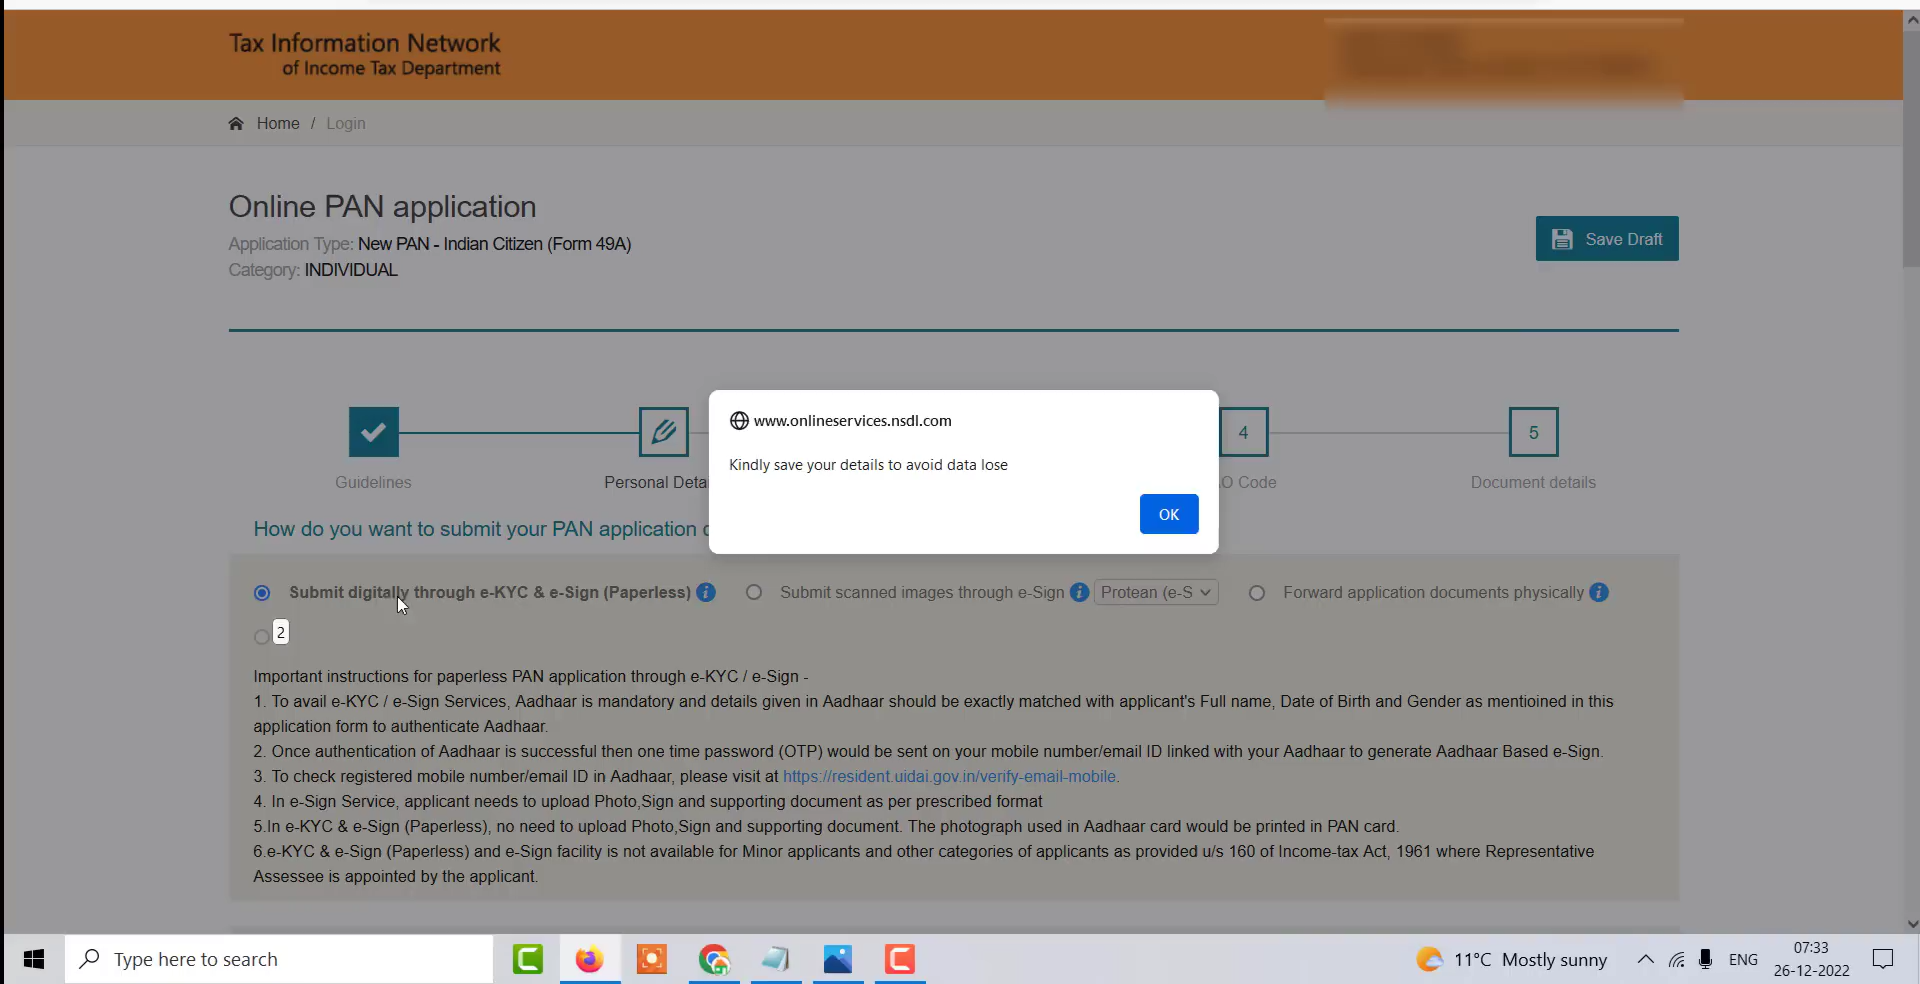 Tax Information Network
of Income Tax Department
Home / Login
Online PAN application
Application Type: New PAN - Indian Citizen (Form 49A)
Category: INDIVIDUAL
Save Draft
www.onlineservices.nsdl.com
Kindly save your details to avoid data lose
OK
4
5
Guidelines
Personal Deta
O Code
Document details
How do you want to submit your PAN application
Submit digitally through e-KYC & e-Sign (Paperless)
Submit scanned images through e-Sign
Protean (e-S
Forward application documents physically
2
Important instructions for paperless PAN application through e-KYC / e-Sign -
1. To avail e-KYC / e-Sign Services, Aadhaar is mandatory and details given in Aadhaar should be exactly matched with applicant's Full name, Date of Birth and Gender as mentioined in this
application form to authenticate Aadhaar.
2. Once authentication of Aadhaar is successful then one time password (OTP) would be sent on your mobile number/email ID linked with your Aadhaar to generate Aadhaar Based e-Sign.
3. To check registered mobile number/email ID in Aadhaar, please visit at https://resident.uidai.gov.in/verify-email-mobile.
4. In e-Sign Service, applicant needs to upload Photo,Sign and supporting document as per prescribed format
5.In e-KYC & e-Sign (Paperless), no need to upload Photo,Sign and supporting document. The photograph used in Aadhaar card would be printed in PAN card.
6.e-KYC & e-Sign (Paperless) and e-Sign facility is not available for Minor applicants and other categories of applicants as provided u/s 160 of Income-tax Act, 1961 where Representative
Assessee is appointed by the applicant.
Type here to search
11°C Mostly sunny
ENG
07:33
26-12-2022